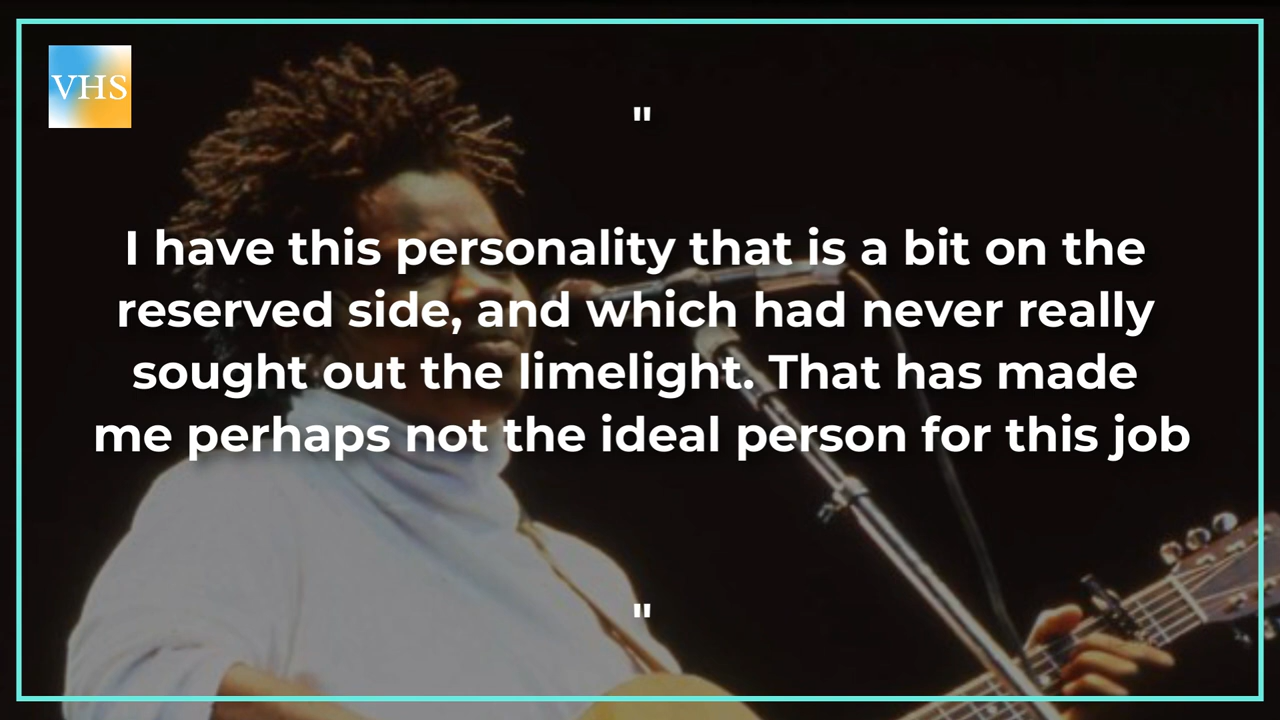 VHS
"
I have this personality that is a bit on the
reserved side, and which had never really
sought out the limelight. That has made
me perhaps not the ideal person for this job
"